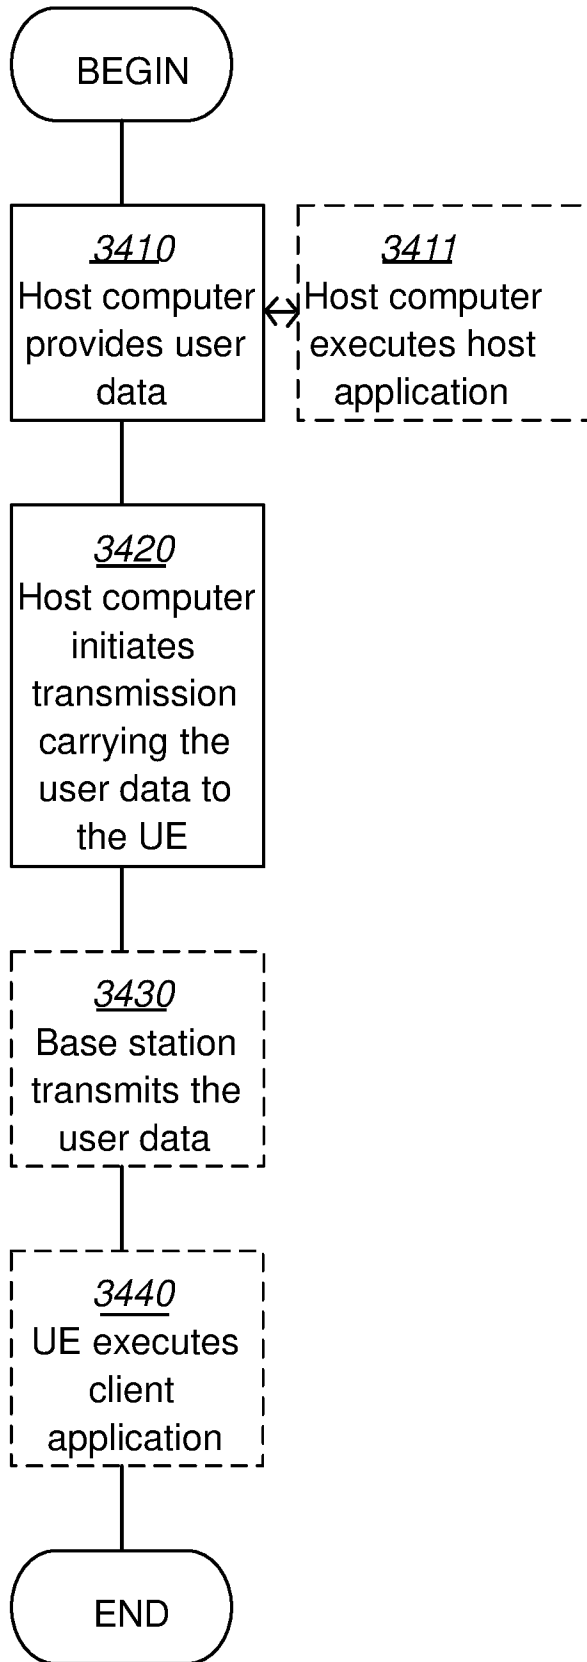 BEGIN
3410
Host computer
provides user
data
3411
Host computer
executes host
application
3420
Host computer
initiates
transmission
carrying the
user data to
the UE
3430
Base station
transmits the
user data
3440
UE executes
client
application
END